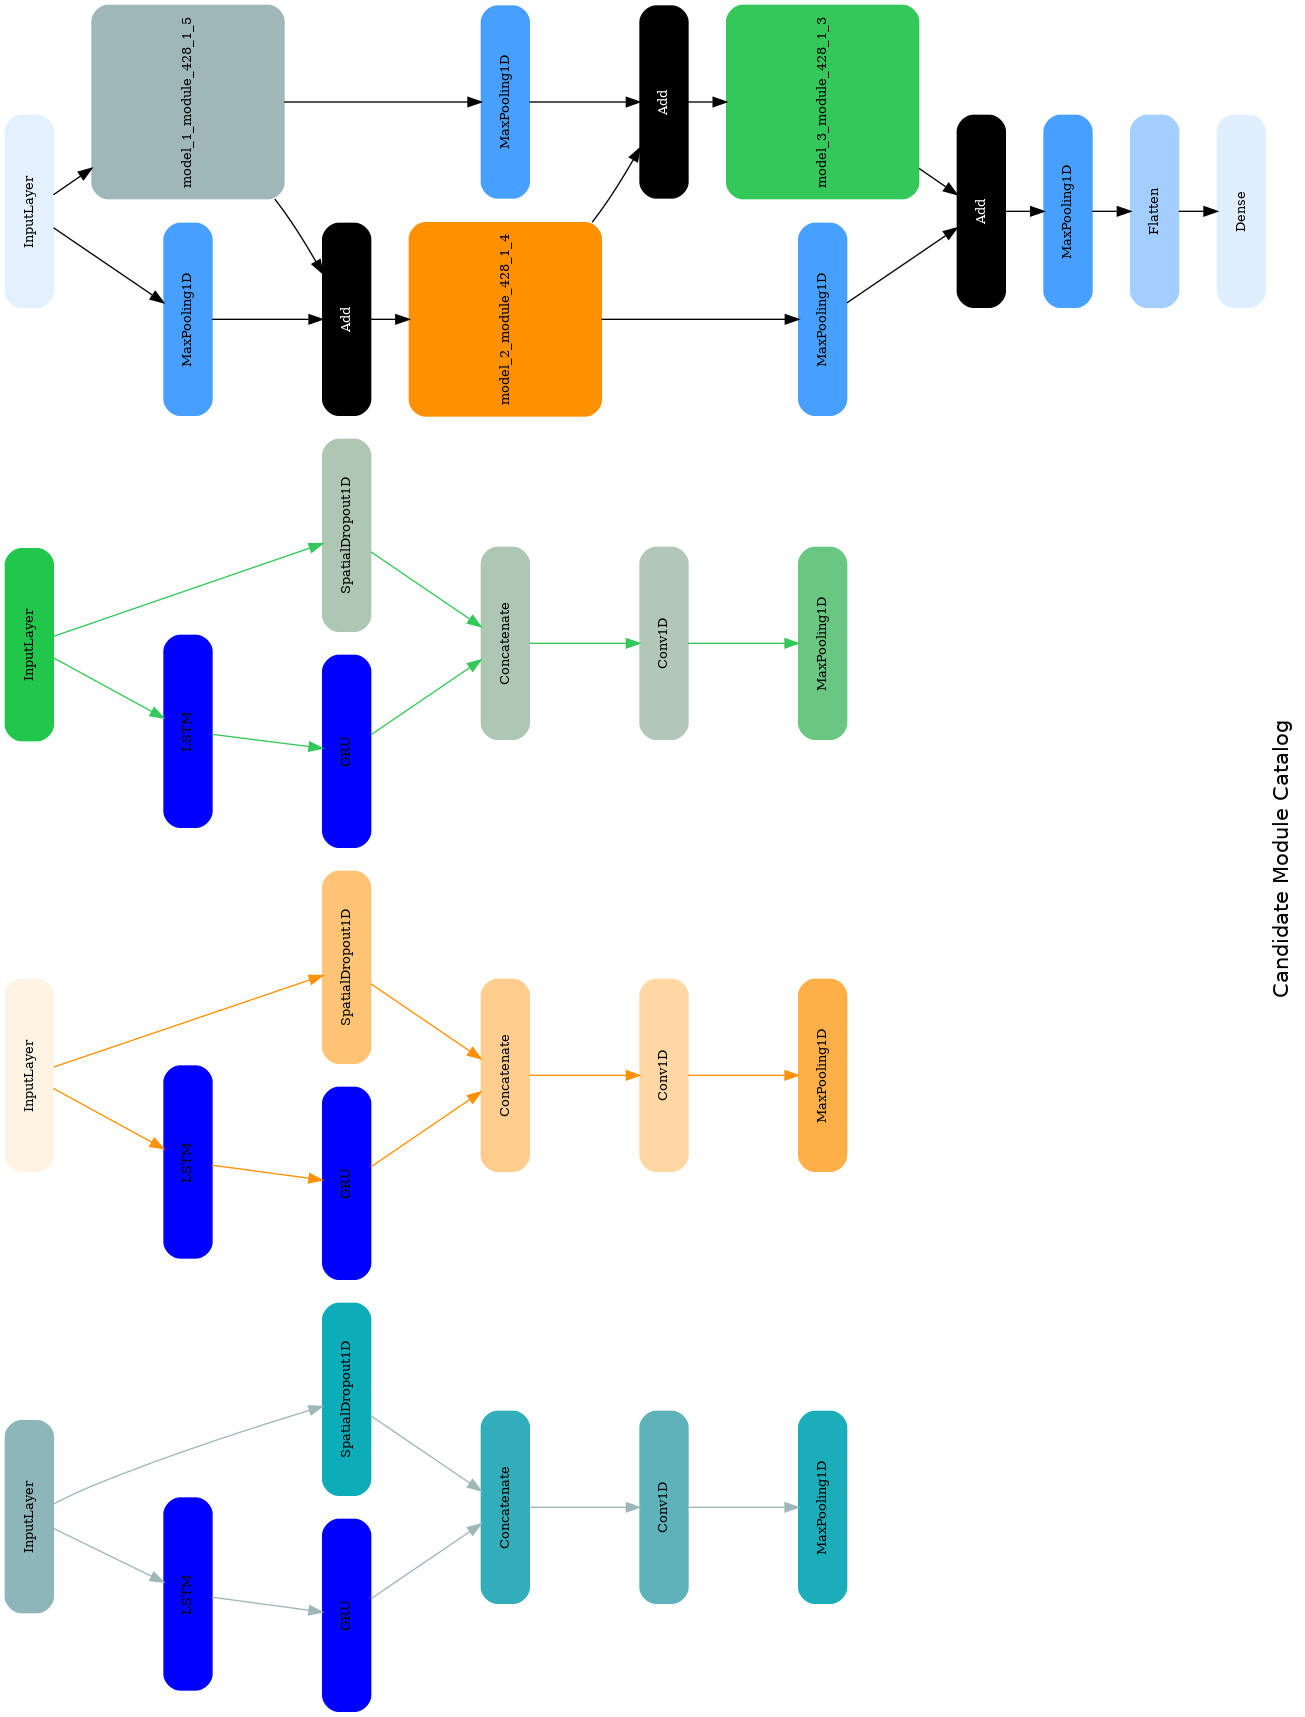 InputLayer
model_1_module_428_1_5
MaxPooling1D
MaxPooling1D
Add
model_2_module_428_1_4
Add
model_3_module_428_1_3
MaxPooling1D
Add
MaxPooling1D
Flatten
Dense
InputLayer
LSTM
SpatialDropout1D
GRU
Concatenate
Conv1D
MaxPooling1D
InputLayer
LSTM
SpatialDropout1D
GRU
Concatenate
Conv1D
MaxPooling1D
InputLayer
LSTM
SpatialDropout1D
GRU
Concatenate
Conv1D
MaxPooling1D
Candidate Module Catalog